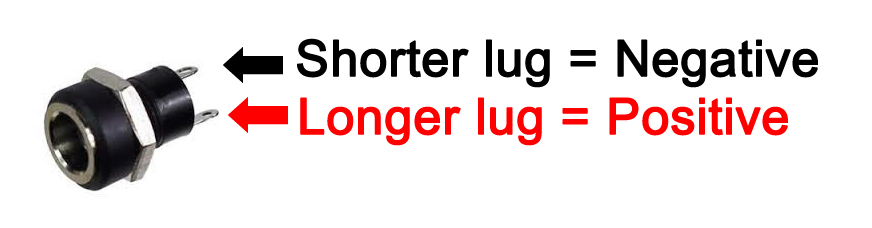 Shorter lug = Negative
Longer lug = Positive